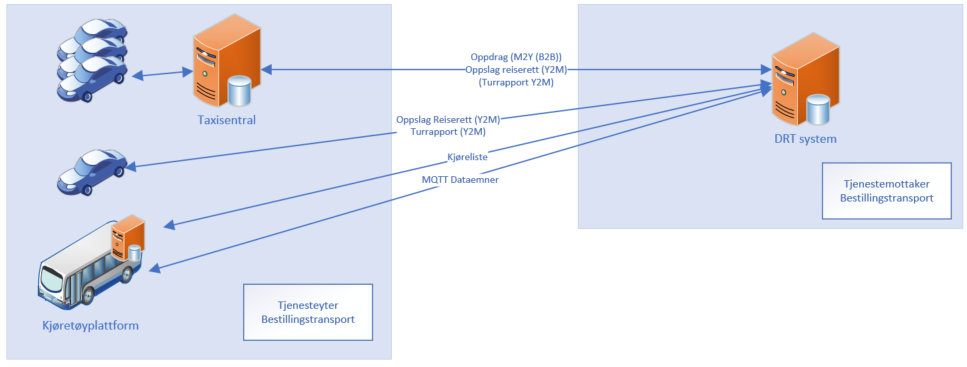 Taxisentral
Oppdrag (M2Y (B2B))
Oppslag reiserett (Y2M)
(Turrapport Y2M)
DRT system
Oppslag Reiserett (Y2M)
Turrapport (Y2M)
Kjøreliste
MQTT Dataemner
Tjenestemottaker
Bestillingstransport
Kjøretøyplattform
Tjenesteyter
Bestillingstransport